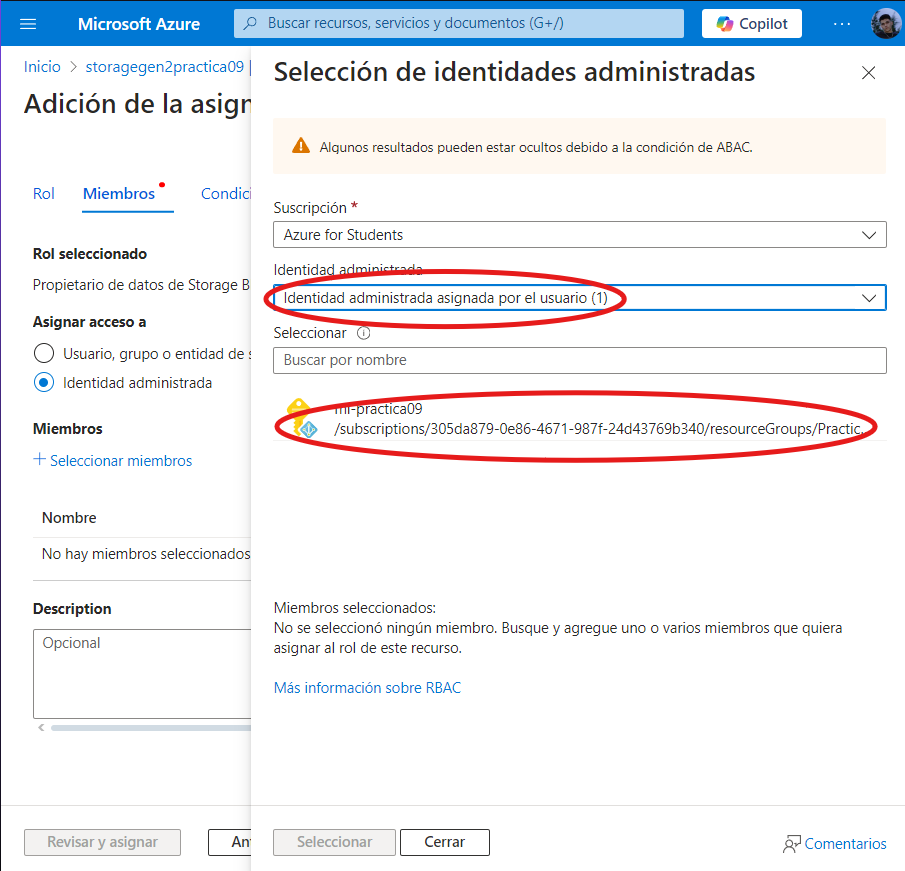 Microsoft Azure
Buscar recursos, servicios y documentos (G+/)
Copilot
...
Inicio > storagegen2practica09 |
Adición de la asign
Rol
Miembros
Condici
Rol seleccionado
Propietario de datos de Storage B
Asignar acceso a
Usuario, grupo o entidad de s
Identidad administrada
Miembros
+ Seleccionar miembros
Nombre
No hay miembros seleccionados
Description
Opcional
Revisar y asignar
An
Selección de identidades administradas
Algunos resultados pueden estar ocultos debido a la condición de ABAC.
Suscripción *
Azure for Students
Identidad administrada
Identidad administrada asignada por el usuario (1)
Seleccionar
Buscar por nombre
mi-practica09
/subscriptions/305da879-0e86-4671-987f-24d43769b340/resourceGroups/Practic...
Miembros seleccionados:
No se seleccionó ningún miembro. Busque y agregue uno o varios miembros que quiera
asignar al rol de este recurso.
Más información sobre RBAC
Seleccionar
Cerrar
Comentarios